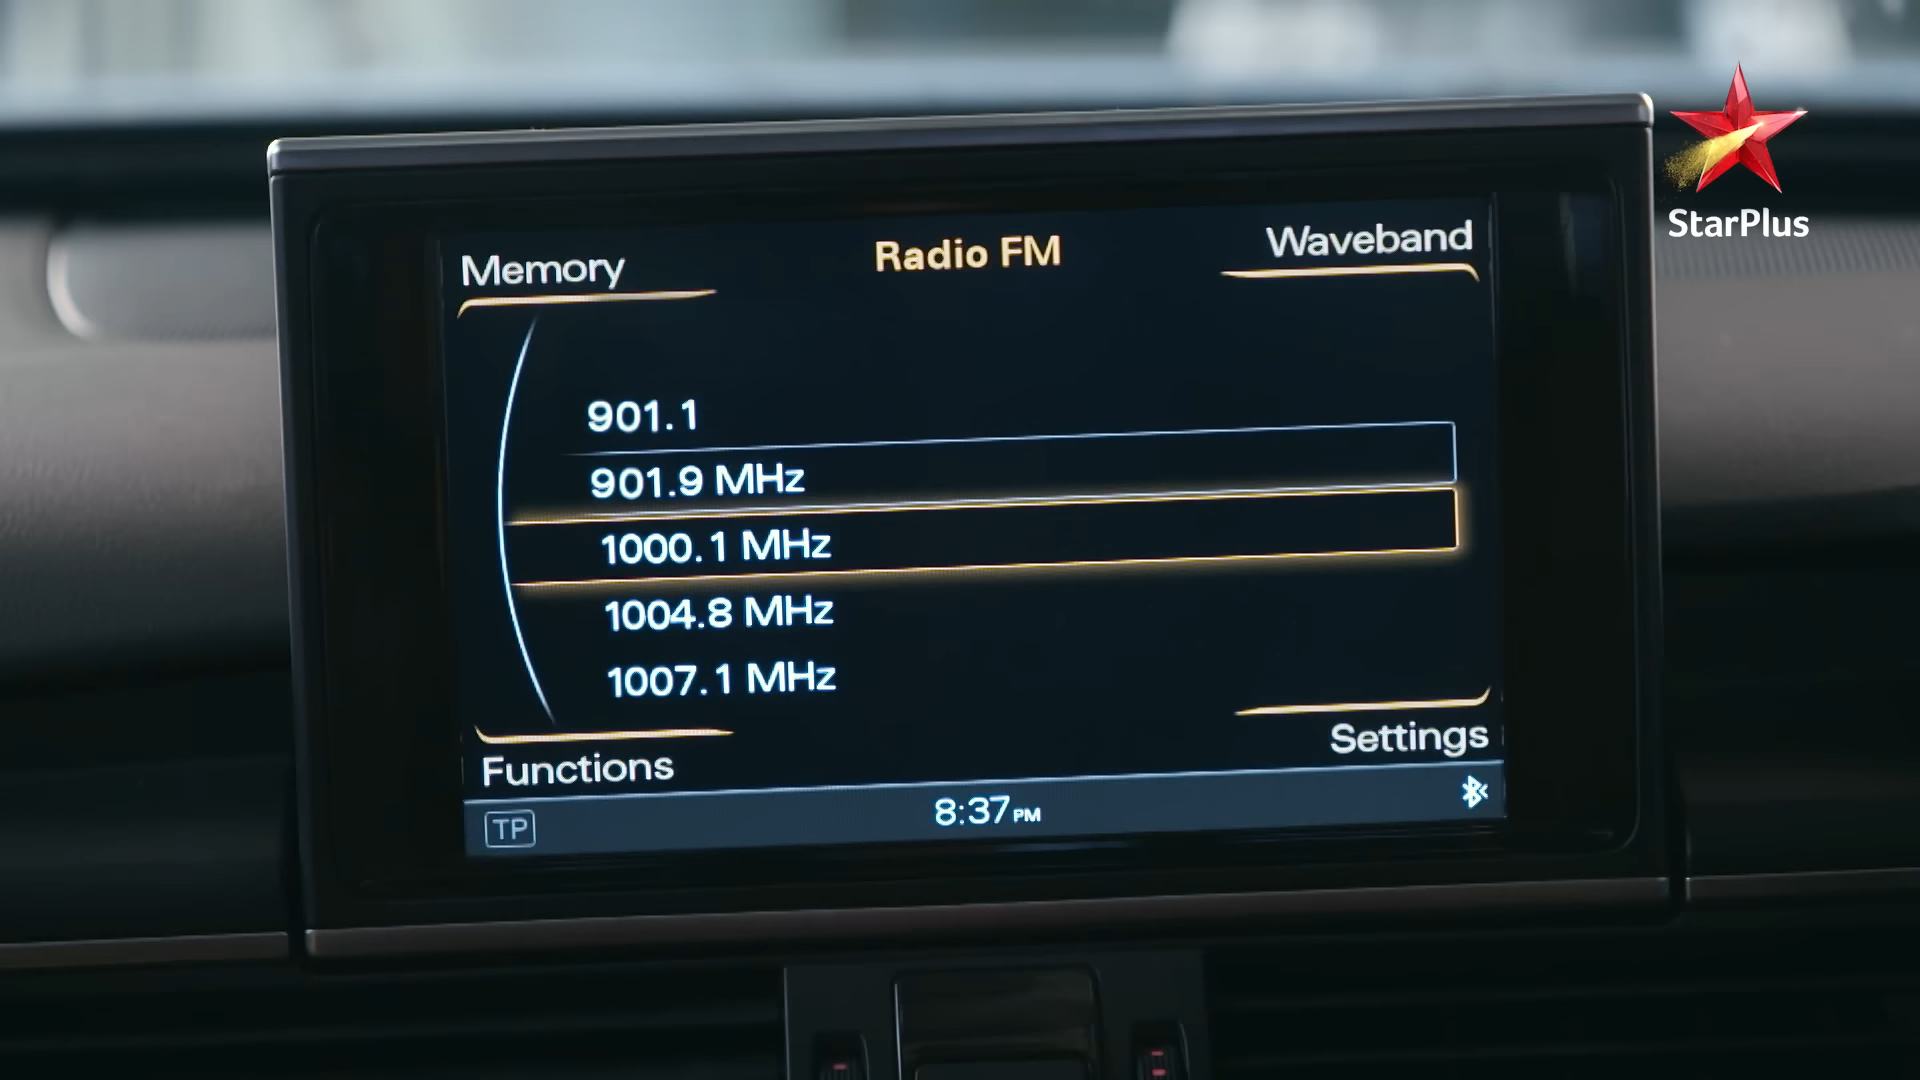 Memory
Radio FM
Waveband
StarPlus
901.1
901.9 MHz
1000.1 MHz
1004.8 MHz
1007.1 MHz
Functions
Settings
TP
8:37PM